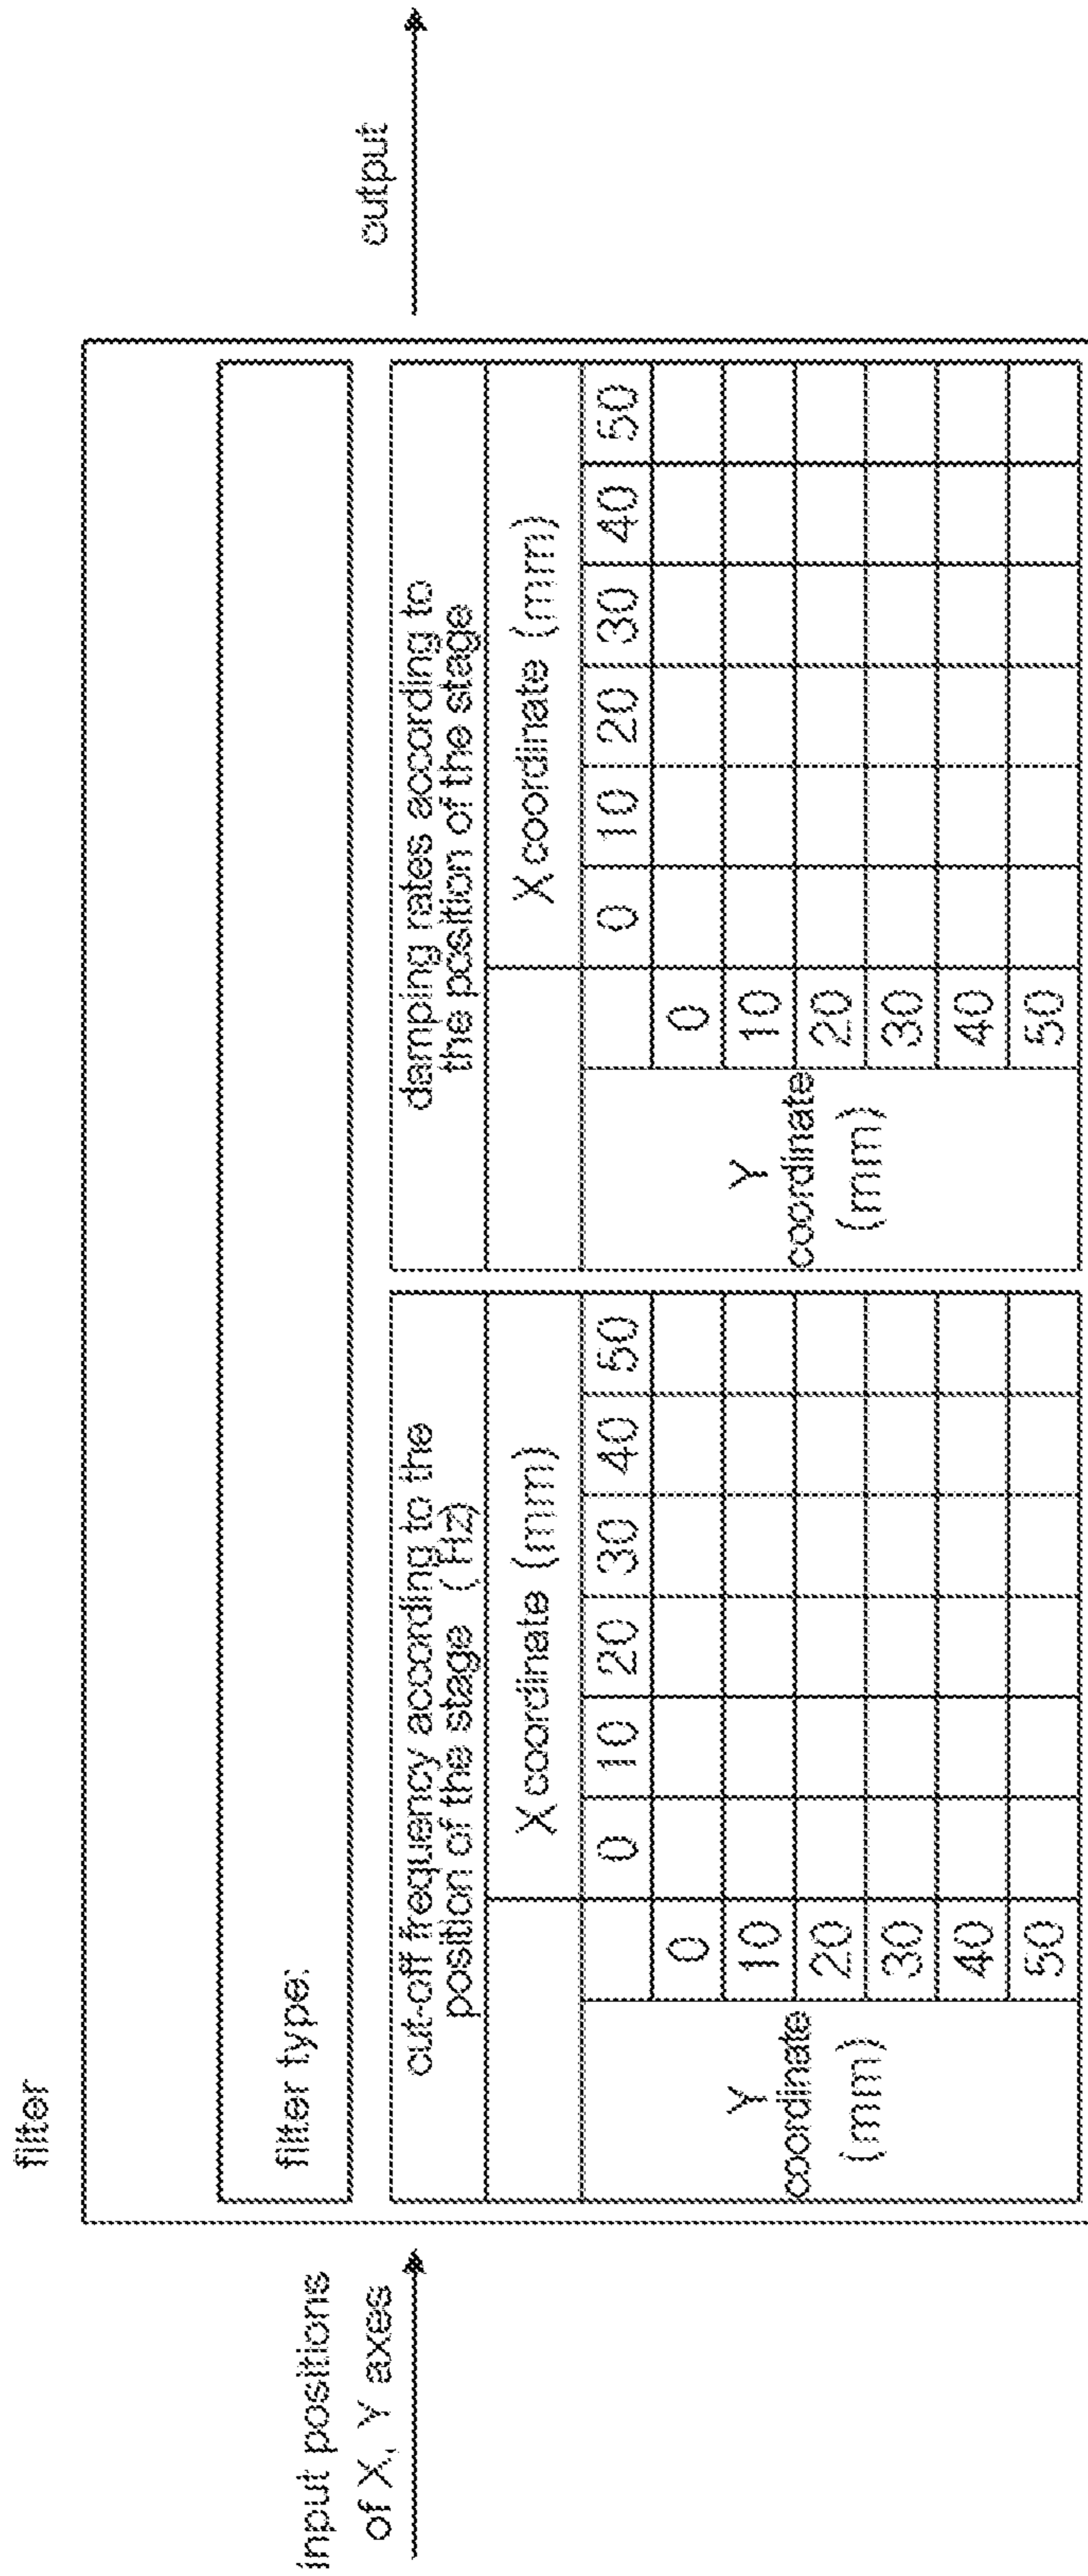 filter
input positions
of X, Y axes
filter type:
cut-off frequency according to the
position of the stage (Hz)
X coordinate (mm)
0 10 20 30 40 50
Y
coordinate
(mm)
0
10
20
30
40
50
damping rates according to
the position of the stage
X coordinate (mm)
0 10 20 30 40 50
Y
coordinate
(mm)
0
10
20
30
40
50
output